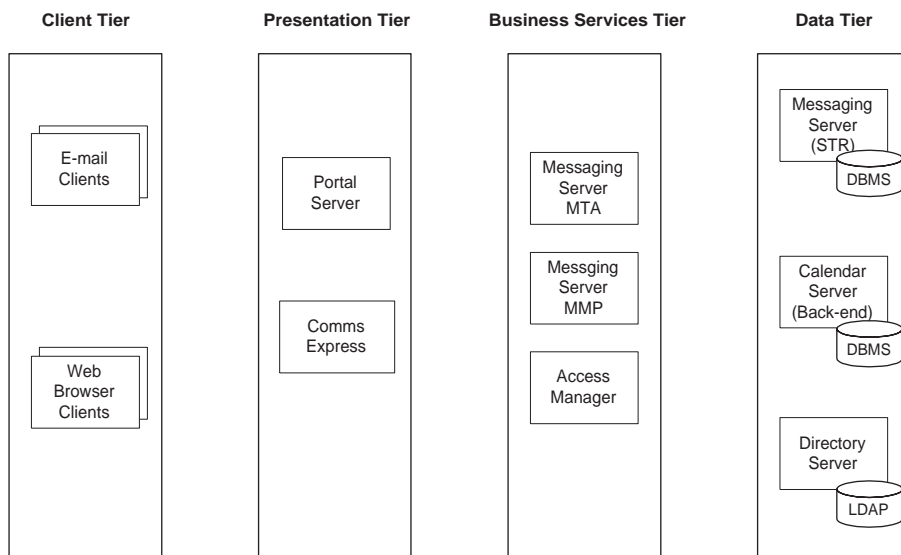 Client Tier
Presentation Tier
Business Services Tier
Data Tier
E-mail
Clients
Web
Browser
Clients
Portal
Server
Comms
Express
Messaging
Server
MTA
Messging
Server
MMP
Access
Manager
Messaging
Server
(STR)
DBMS
Calendar
Server
(Back-end)
DBMS
Directory
Server
LDAP